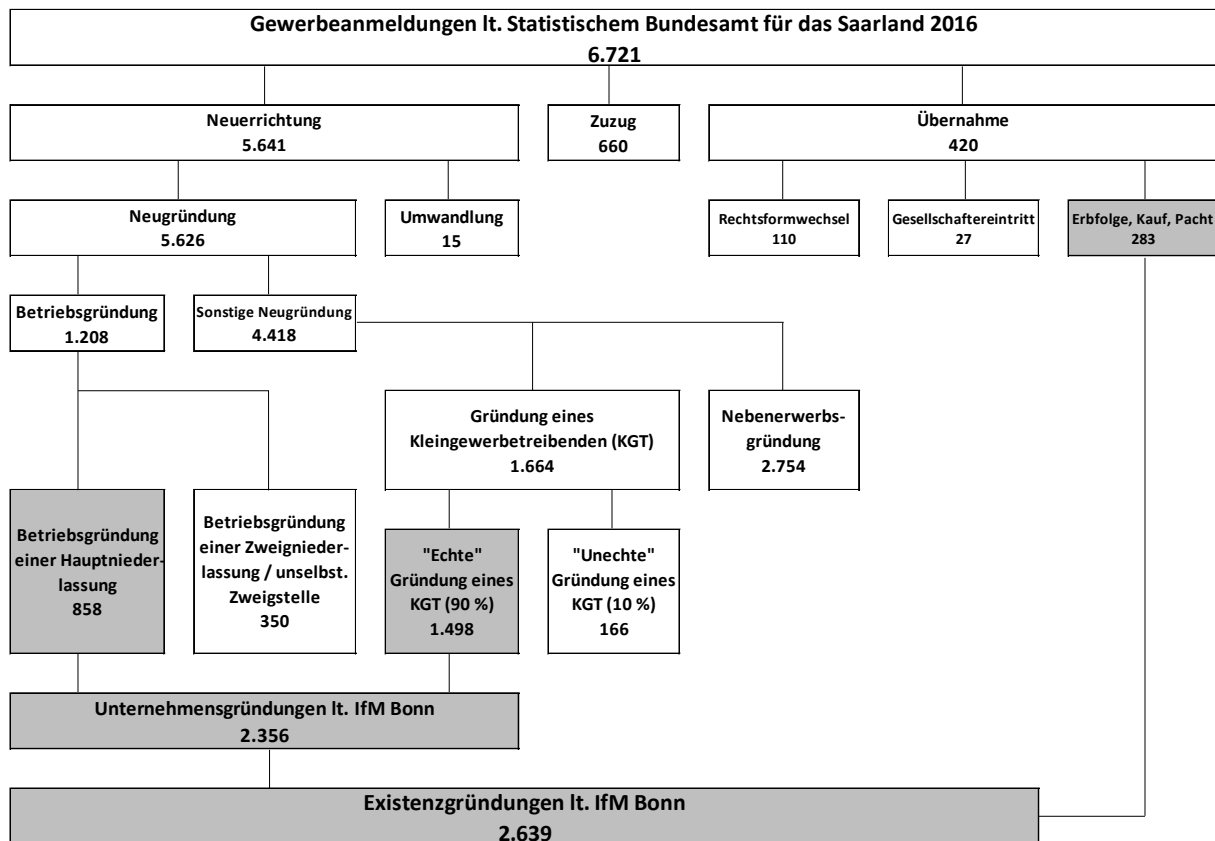 Gewerbeanmeldungen lt. Statistischem Bundesamt für das Saarland 2016
6.721
Neuerrichtung
5.641
Zuzug
660
Übernahme
420
Neugründung
5.626
Umwandlung
15
Rechtsformwechsel
110
Gesellschaftereintritt
27
Erbfolge, Kauf, Pacht
283
Betriebsgründung
1.208
Sonstige Neugründung
4.418
Gründung eines
Kleingewerbetreibenden (KGT)
1.664
Nebenerwerbs-
gründung
2.754
Betriebsgründung
einer Hauptnieder-
lassung
858
Betriebsgründung
einer Zweignieder-
lassung / unselbst.
Zweigstelle
350
"Echte"
Gründung eines
KGT (90 %)
1.498
"Unechte"
Gründung eines
KGT (10 %)
166
Unternehmensgründungen lt. IfM Bonn
2.356
Existenzgründungen lt. IfM Bonn
2.639